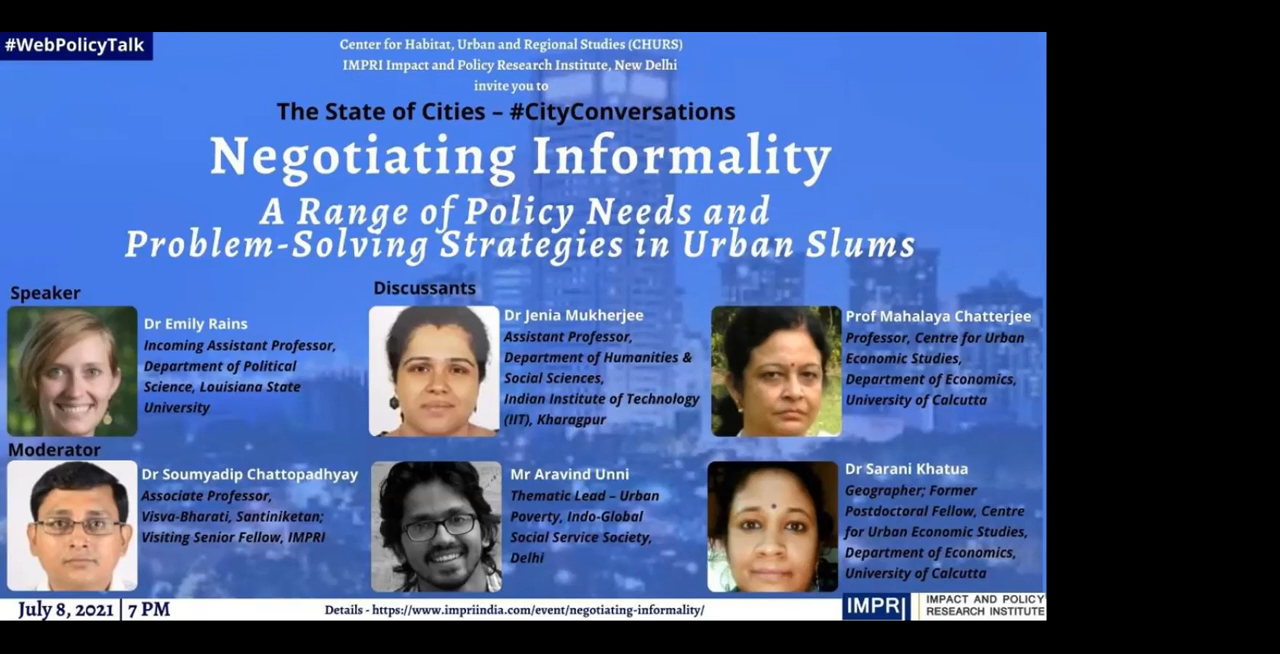 #WebPolicyTalk
Center for Habitat, Urban and Regional Studies (CHURS)
IMPRI Impact and Policy Research Institute, New Delhi
invite you to
The State of Cities – #CityConversations
Negotiating Informality
A Range of Policy Needs and
Problem-Solving Strategies in Urban Slums
Speaker
Dr Emily Rains
Incoming Assistant Professor,
Department of Political
Science, Louisiana State
University
Discussants
Dr Jenia Mukherjee
Assistant Professor,
Department of Humanities &
Social Sciences,
Indian Institute of Technology
(IIT), Kharagpur
Prof Mahalaya Chatterjee
Professor, Centre for Urban
Economic Studies,
Department of Economics,
University of Calcutta
Moderator
Dr Soumyadip Chattopadhyay
Associate Professor,
Visva-Bharati, Santiniketan;
Visiting Senior Fellow, IMPRI
Mr Aravind Unni
Thematic Lead – Urban
Poverty, Indo-Global
Social Service Society,
Delhi
Dr Sarani Khatua
Geographer; Former
Postdoctoral Fellow, Centre
for Urban Economic Studies,
Department of Economics,
University of Calcutta
July 8, 2021 | 7 PM
Details - https://www.impriindia.com/event/negotiating-informality/
IMPRI
IMPACT AND POLICY
RESEARCH INSTITUTE